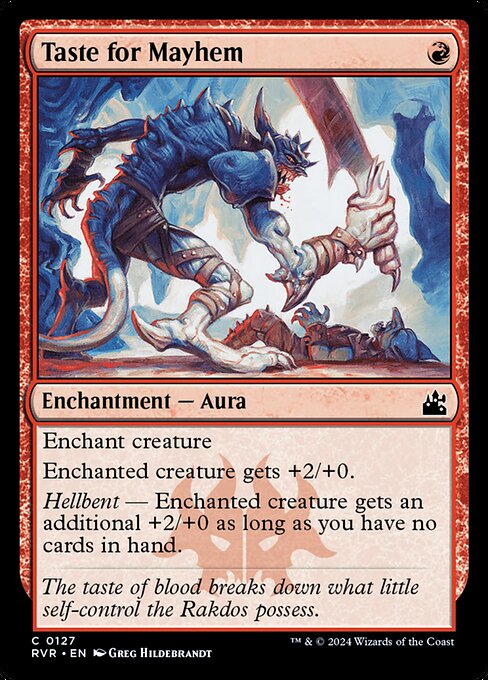 Taste for Mayhem
Enchantment — Aura
Enchant creature
Enchanted creature gets +2/+0.
Hellbent — Enchanted creature gets an
additional +2/+0 as long as you have no
cards in hand.
The taste of blood breaks down what little
self-control the Rakdos possess.
C 0127
RVR • EN Greg Hildebrandt
™ & © 2024 Wizards of the Coast